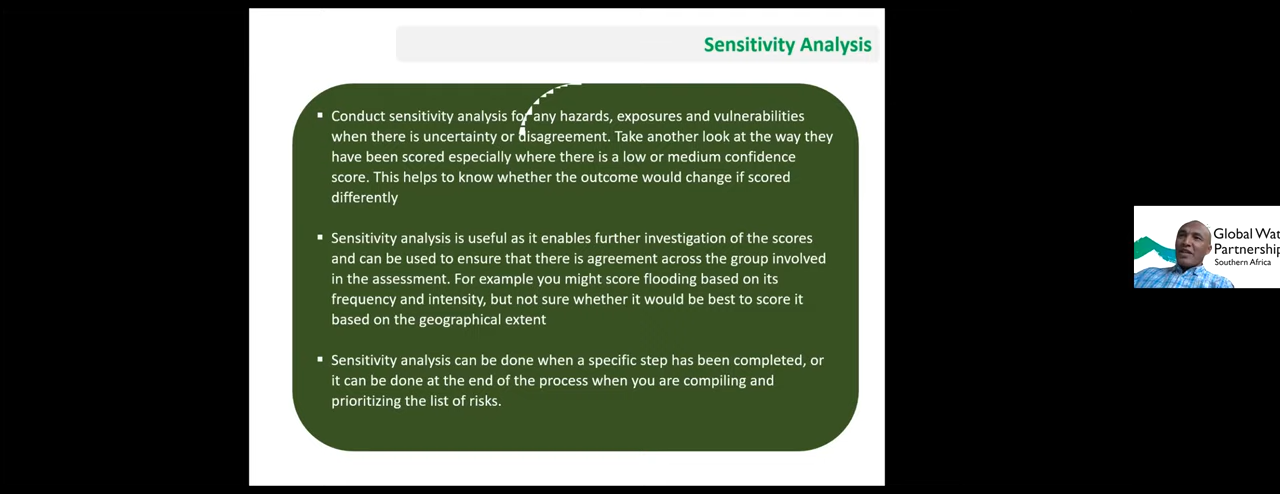 Sensitivity Analysis
▪ Conduct sensitivity analysis for any hazards, exposures and vulnerabilities
when there is uncertainty or disagreement. Take another look at the way they
have been scored especially where there is a low or medium confidence
score. This helps to know whether the outcome would change if scored
differently
▪ Sensitivity analysis is useful as it enables further investigation of the scores
and can be used to ensure that there is agreement across the group involved
in the assessment. For example you might score flooding based on its
frequency and intensity, but not sure whether it would be best to score it
based on the geographical extent
▪ Sensitivity analysis can be done when a specific step has been completed, or
it can be done at the end of the process when you are compiling and
prioritizing the list of risks.
Global Wat
Partnership
Southern Africa